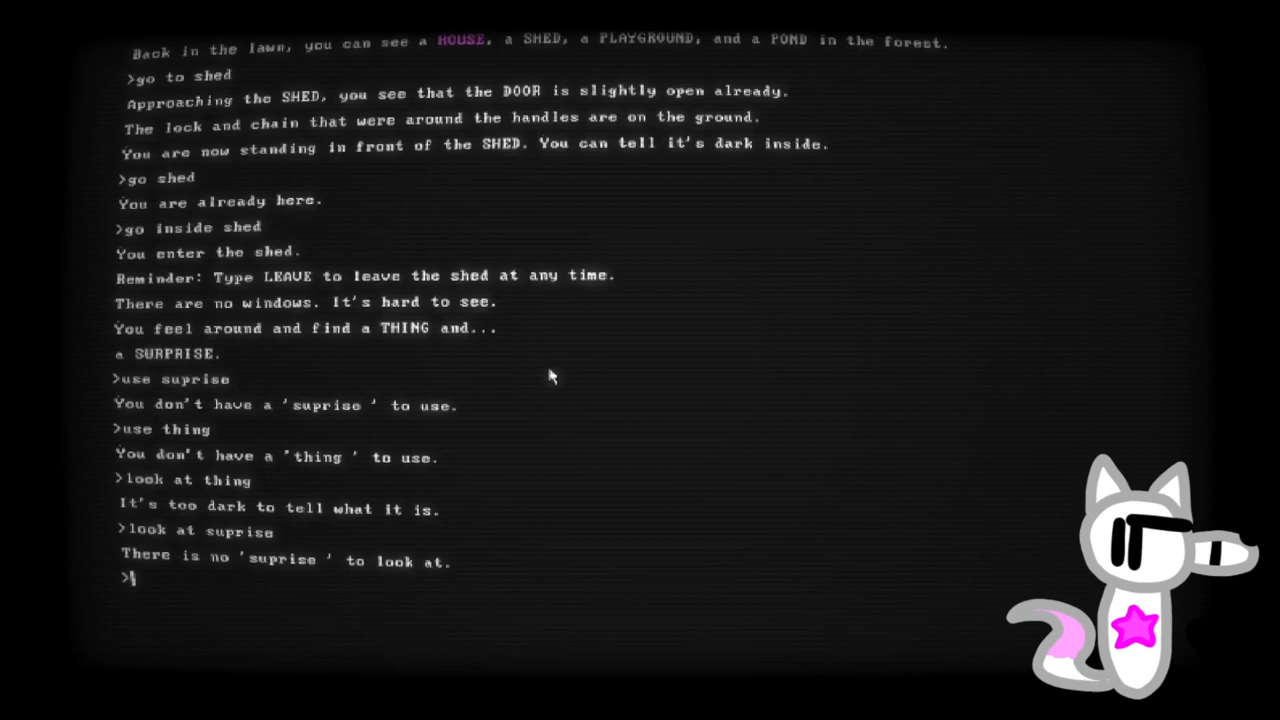 Back in the lawn, you can see a HOUSE, a SHED, a PLAYGROUND, and a POND in the forest.
>go to shed
Approaching the SHED, you see that the DOOR is slightly open already.
The lock and chain that were around the handles are on the ground.
You are now standing in front of the SHED. You can tell it's dark inside.
>go shed
You are already here.
>go inside shed
You enter the shed.
Reminder: Type LEAVE to leave the shed at any time.
There are no windows. It's hard to see.
You feel around and find a THING and...
a SURPRISE.
>use suprise
You don't have a 'suprise ' to use.
>use thing
You don't have a 'thing ' to use.
>look at thing
It's too dark to tell what it is.
>look at suprise
There is no 'suprise ' to look at.
>